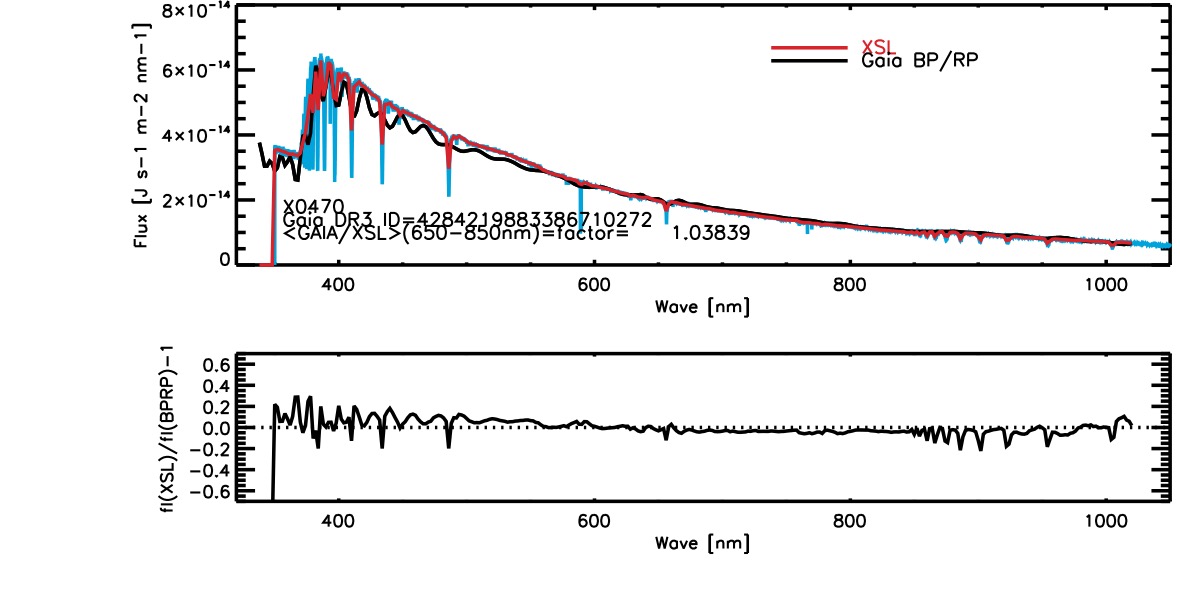 8×10⁻¹⁴
6×10⁻¹⁴
4×10⁻¹⁴
2×10⁻¹⁴
0
Flux [J s−1 m−2 nm−1]
XSL
Gaia BP/RP
X0470
Gaia DR3 ID=4284219883386710272
<GAIA/XSL>(650−850nm)=factor= 1.03839
400 600 800 1000
Wave [nm]
0.6
0.4
0.2
0.0
−0.2
−0.4
−0.6
fl(XSL)/fl(BPRP)−1
400 600 800 1000
Wave [nm]